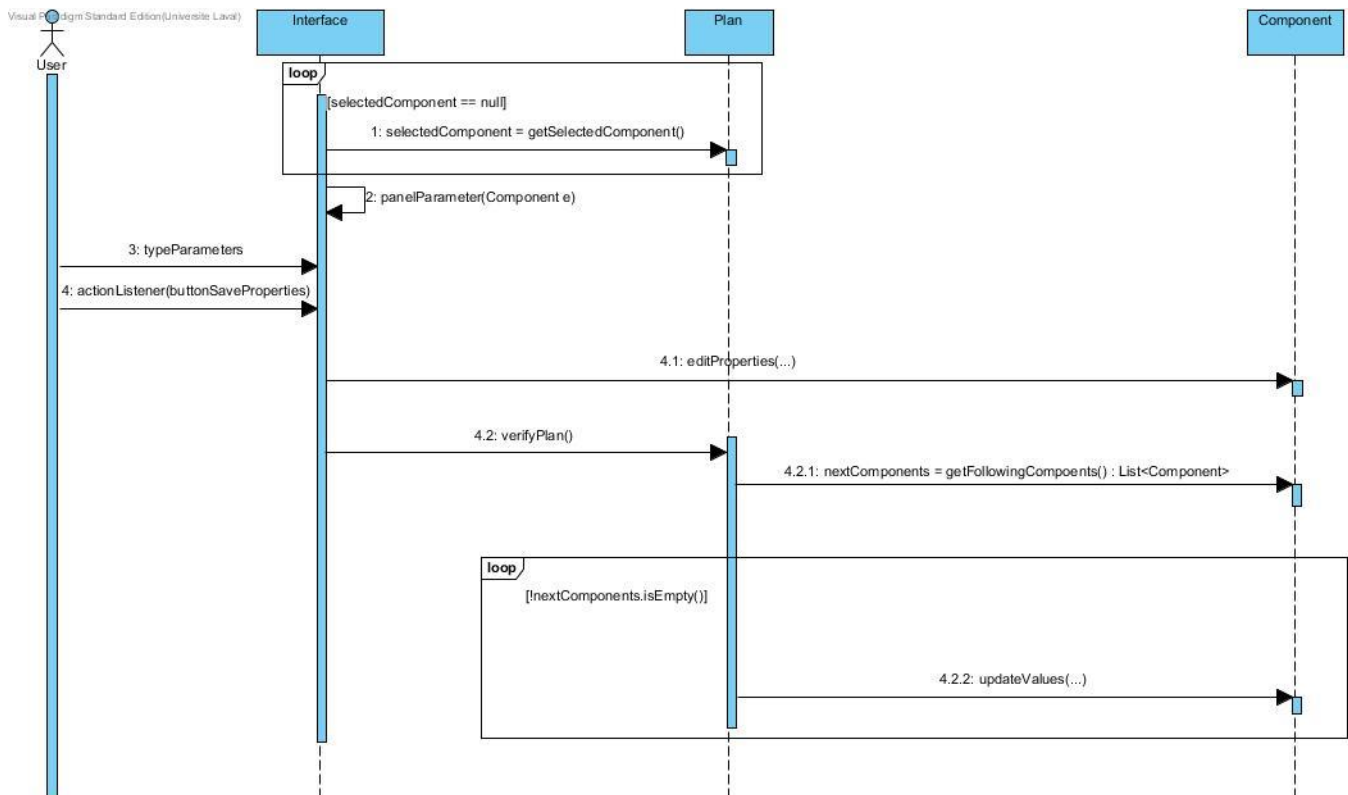 Visual Paradigm Standard Edition(Universite Laval)
User
Interface
Plan
Component
loop
[selectedComponent == null]
1: selectedComponent = getSelectedComponent()
2: panelParameter(Component e)
3: typeParameters
4: actionListener(buttonSaveProperties)
4.1: editProperties(...)
4.2: verifyPlan()
4.2.1: nextComponents = getFollowingCompoents() : List<Component>
loop
[!nextComponents.isEmpty()]
4.2.2: updateValues(...)